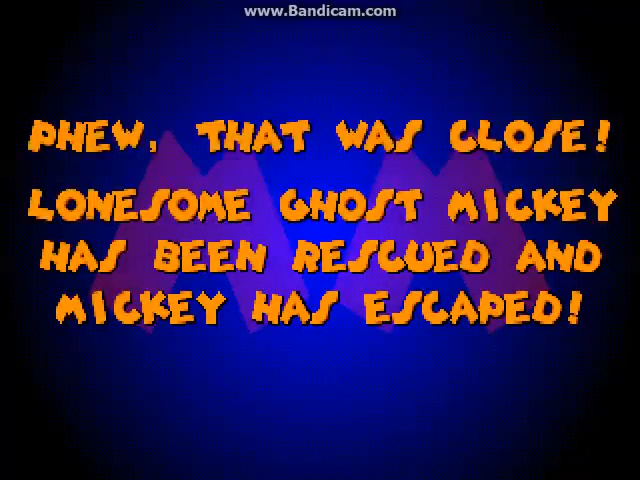 www.Bandicam.com
PHEW, THAT WAS CLOSE!
LONESOME GHOST MICKEY
HAS BEEN RESCUED AND
MICKEY HAS ESCAPED!